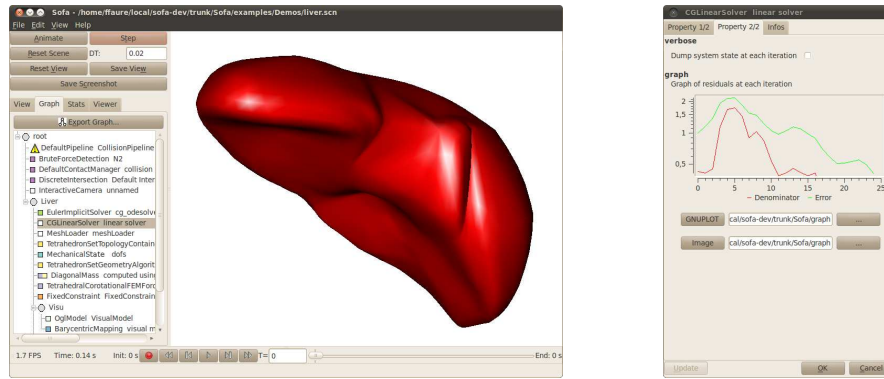 Sofa - /home/ffaure/local/sofa-dev/trunk/Sofa/examples/Demos/liver.scn
File Edit View Help
Animate Step
Reset Scene DT: 0.02
Reset View Save View
Save Screenshot
View Graph Stats Viewer
Export Graph...
root
DefaultPipeline CollisionPipeline
BruteForceDetection N2
DefaultContactManager collision
DiscreteIntersection Default Inter
InteractiveCamera unnamed
Liver
EulerImplicitSolver cg_odesolve
CGLinearSolver linear solver
MeshLoader meshLoader
TetrahedronSetTopologyContain
MechanicalState dofs
TetrahedronSetGeometryAlgorit
DiagonalMass computed using
TetrahedralCorotationalFEMForc
FixedConstraint FixedConstrain
Visu
OglModel VisualModel
BarycentricMapping visual m
1.7 FPS Time: 0.14 s Init: 0 s T= 0 End: 0 s
CGLinearSolver linear solver
Property 1/2 Property 2/2 Infos
verbose
Dump system state at each iteration
graph
Graph of residuals at each iteration
2
1,5
1
0,5
0 5 10 15 20 25
Denominator Error
GNUPLOT cal/sofa-dev/trunk/Sofa/graph ...
Image cal/sofa-dev/trunk/Sofa/graph ...
Update OK Cancel